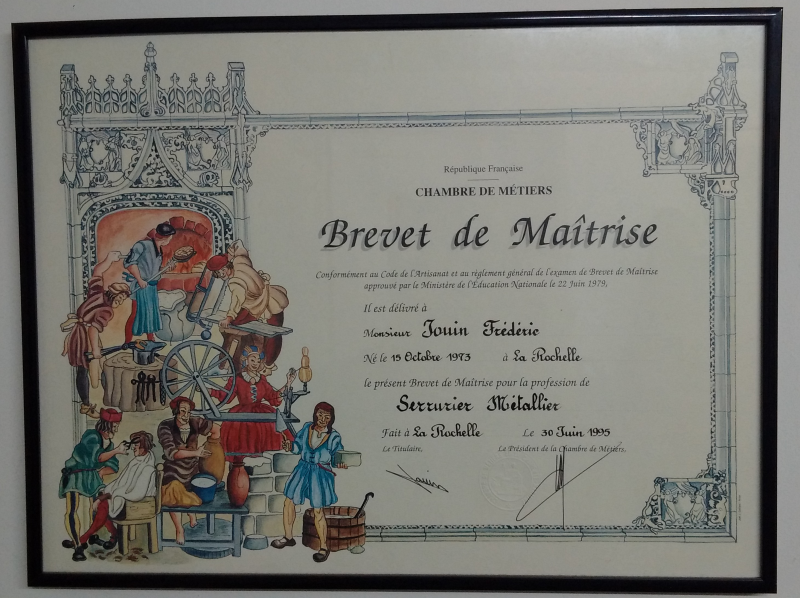 République Française
CHAMBRE DE MÉTIERS
Brevet de Maîtrise
Conformément au Code de l'Artisanat et au règlement général de l'examen de Brevet de Maîtrise
approuvé par le Ministère de l'Éducation Nationale le 22 Juin 1979,
Il est délivré à
Monsieur Jouin Fréderic
Né le 15 Octobre 1973 à La Rochelle
le présent Brevet de Maîtrise pour la profession de
Serrurier Métallier
Fait à La Rochelle Le 30 Juin 1995
Le Titulaire, Le Président de la Chambre de Métiers,